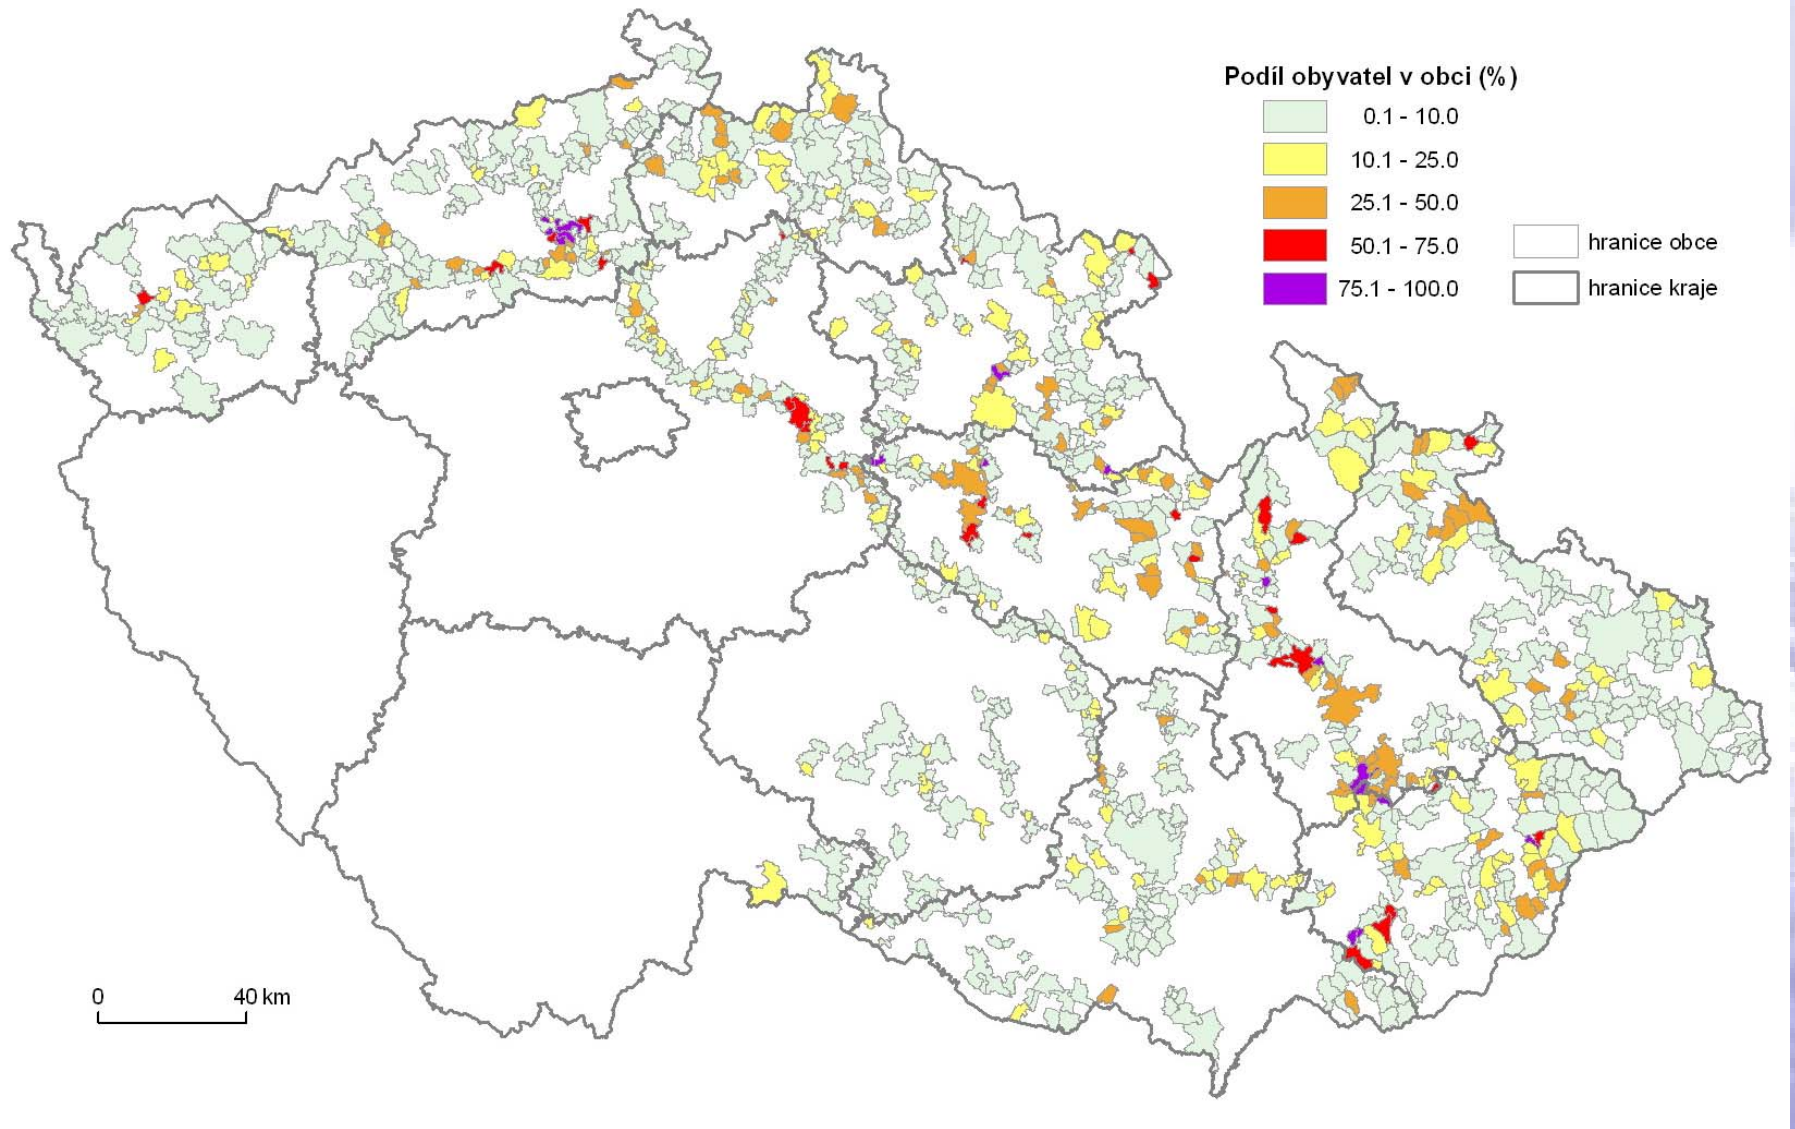 Podíl obyvatel v obci (%)
0.1 - 10.0
10.1 - 25.0
25.1 - 50.0
50.1 - 75.0
75.1 - 100.0
hranice obce
hranice kraje
0 40 km